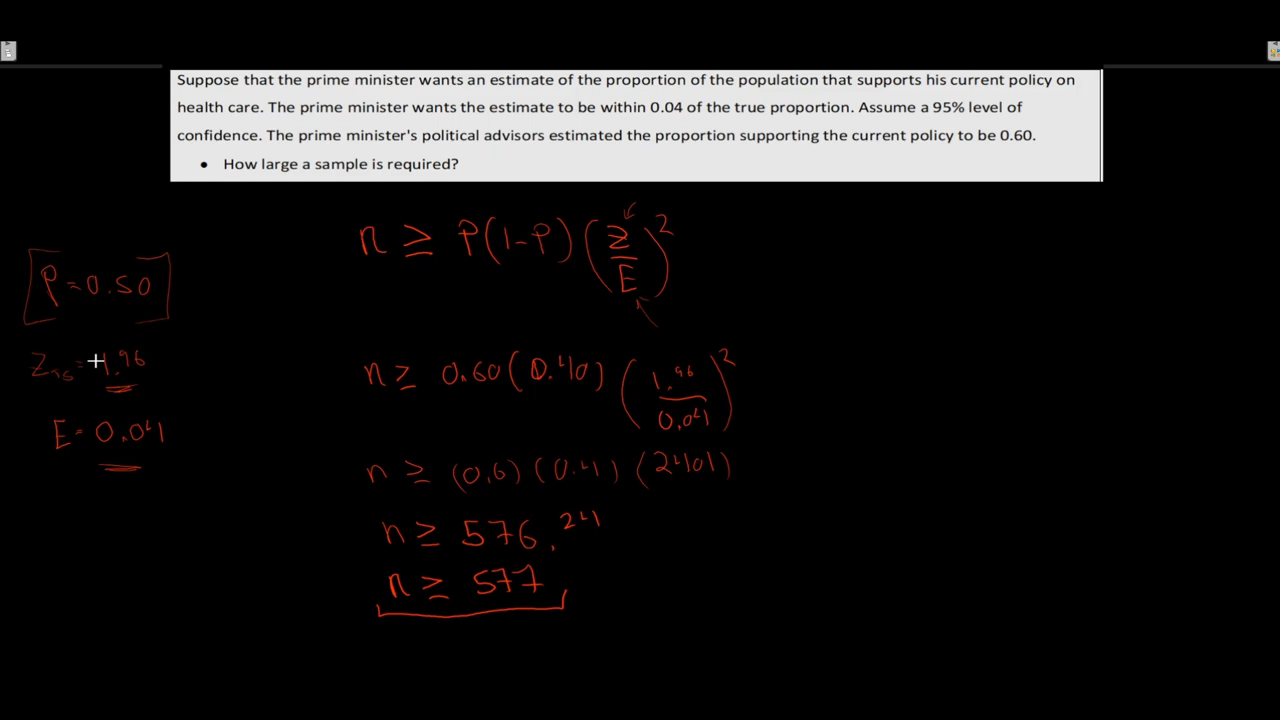 Suppose that the prime minister wants an estimate of the proportion of the population that supports his current policy on
health care. The prime minister wants the estimate to be within 0.04 of the true proportion. Assume a 95% level of
confidence. The prime minister's political advisors estimated the proportion supporting the current policy to be 0.60.
• How large a sample is required?
n ≥ P(1-P) (Z/E)²
[P=0.50]
Z95=1.96
E=0.04
n ≥ 0.60(0.40) (1.96/0.04)²
n ≥ (0.6)(0.4)(2401)
n ≥ 576.24
n ≥ 577